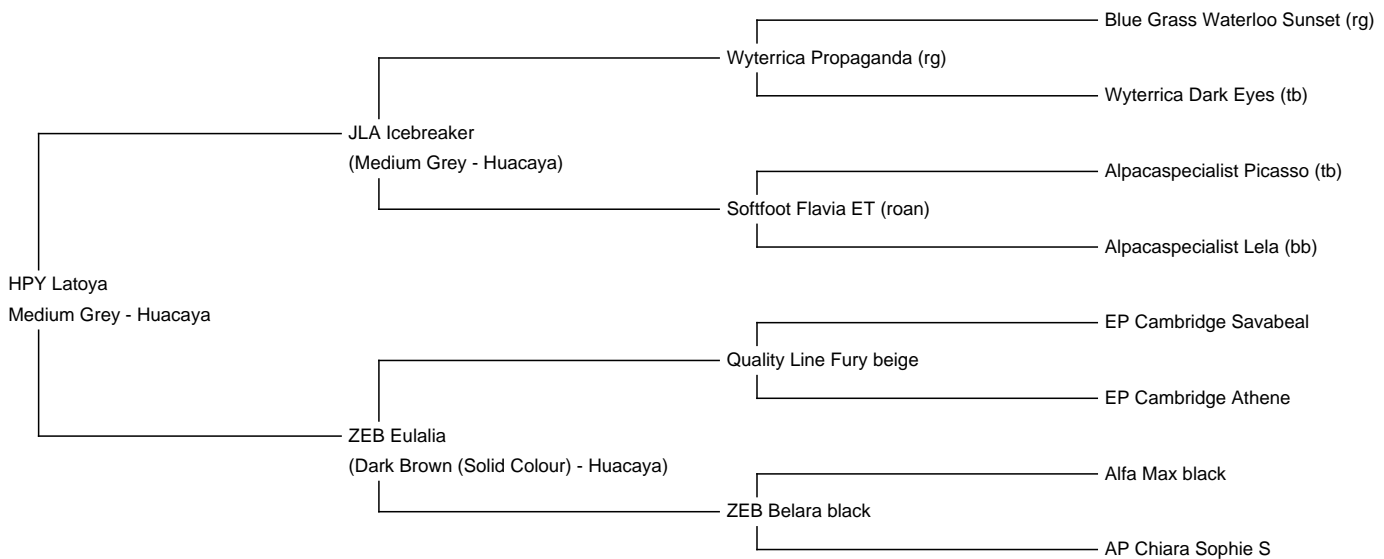 Blue Grass Waterloo Sunset (rg)
Wyterrica Propaganda (rg)
Wyterrica Dark Eyes (tb)
JLA Icebreaker
(Medium Grey - Huacaya)
Alpacaspecialist Picasso (tb)
Softfoot Flavia ET (roan)
Alpacaspecialist Lela (bb)
HPY Latoya
Medium Grey - Huacaya
EP Cambridge Savabeal
Quality Line Fury beige
EP Cambridge Athene
ZEB Eulalia
(Dark Brown (Solid Colour) - Huacaya)
Alfa Max black
ZEB Belara black
AP Chiara Sophie S